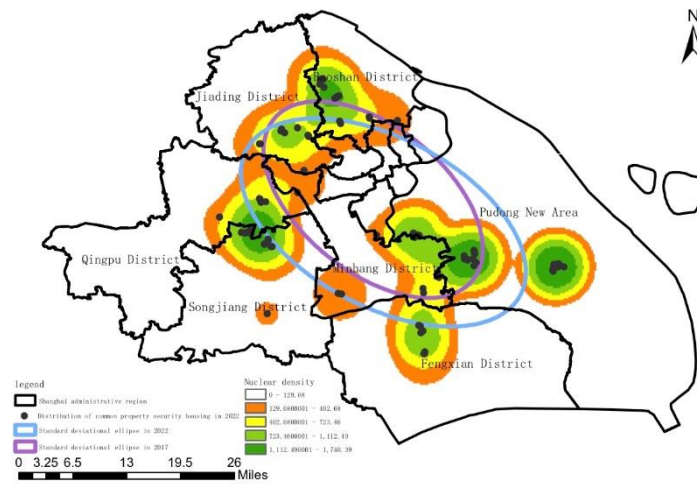 N
Baoshan District
Jiading District
Pudong New Area
Qingpu District
Minhang District
Songjiang District
Fengxian District
legend
Shanghai administrative region
Distribution of common property security housing in 2022
Standard deviational ellipse in 2022
Standard deviational ellipse in 2017
Nuclear density
0 - 129.68
129.6800001 - 402.68
402.6800001 - 723.46
723.4600001 - 1,112.49
1,112.490001 - 1,740.39
0 3.25 6.5 13 19.5 26
Miles